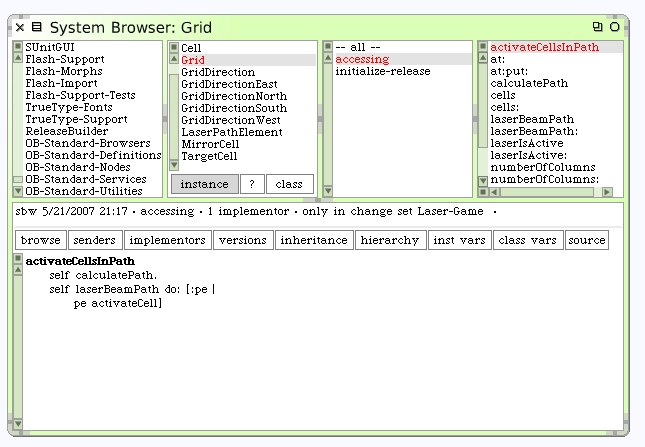 System Browser: Grid
SUnitGUI
Flash-Support
Flash-Morphs
Flash-Import
Flash-Support-Tests
TrueType-Fonts
TrueType-Support
ReleaseBuilder
OB-Standard-Browsers
OB-Standard-Definitions
OB-Standard-Nodes
OB-Standard-Services
OB-Standard-Utilities
Cell
Grid
GridDirection
GridDirectionEast
GridDirectionNorth
GridDirectionSouth
GridDirectionWest
LaserPathElement
MirrorCell
TargetCell
instance ? class
-- all --
accessing
initialize-release
activateCellsInPath
at:
at:put:
calculatePath
cells
cells:
laserBeamPath
laserBeamPath:
laserIsActive
laserIsActive:
numberOfColumns
numberOfColumns:
sbw 5/21/2007 21:17 · accessing · 1 implementor · only in change set Laser-Game ·
browse senders implementors versions inheritance hierarchy inst vars class vars source
activateCellsInPath
self calculatePath.
self laserBeamPath do: [:pe |
pe activateCell]